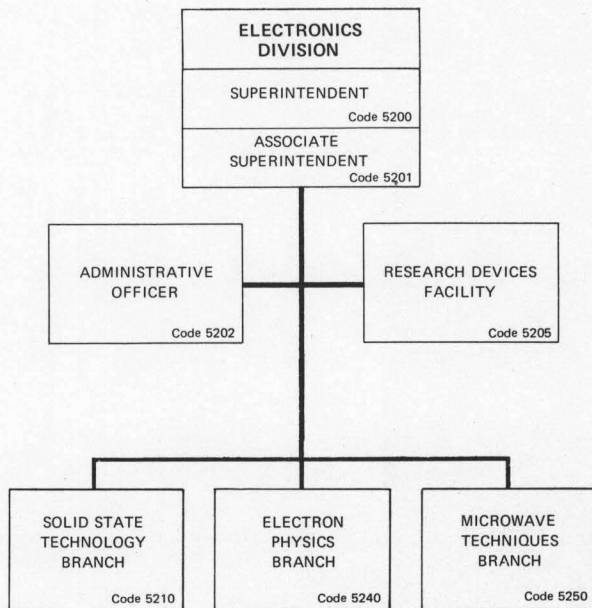 ELECTRONICS
DIVISION
SUPERINTENDENT
Code 5200
ASSOCIATE
SUPERINTENDENT
Code 5201
ADMINISTRATIVE
OFFICER
Code 5202
RESEARCH DEVICES
FACILITY
Code 5205
SOLID STATE
TECHNOLOGY
BRANCH
Code 5210
ELECTRON
PHYSICS
BRANCH
Code 5240
MICROWAVE
TECHNIQUES
BRANCH
Code 5250